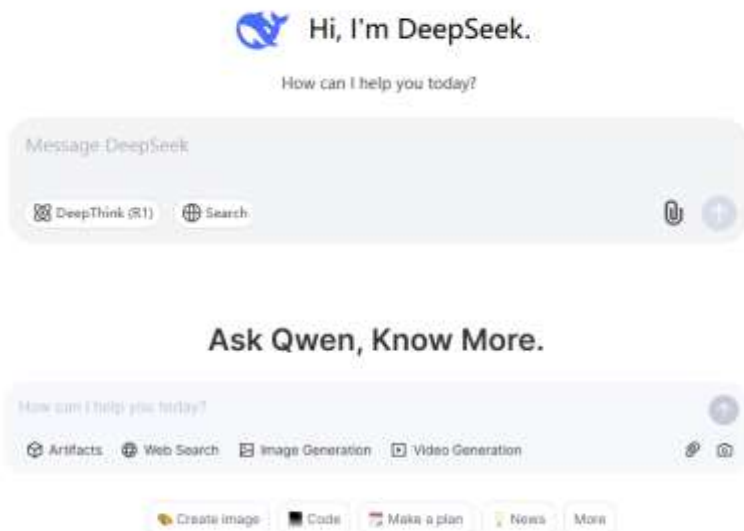 Hi, I'm DeepSeek.
How can I help you today?
Message DeepSeek
DeepThink (R1) Search
Ask Qwen, Know More.
How can I help you today?
Artifacts Web Search Image Generation Video Generation
Create image Code Make a plan News More